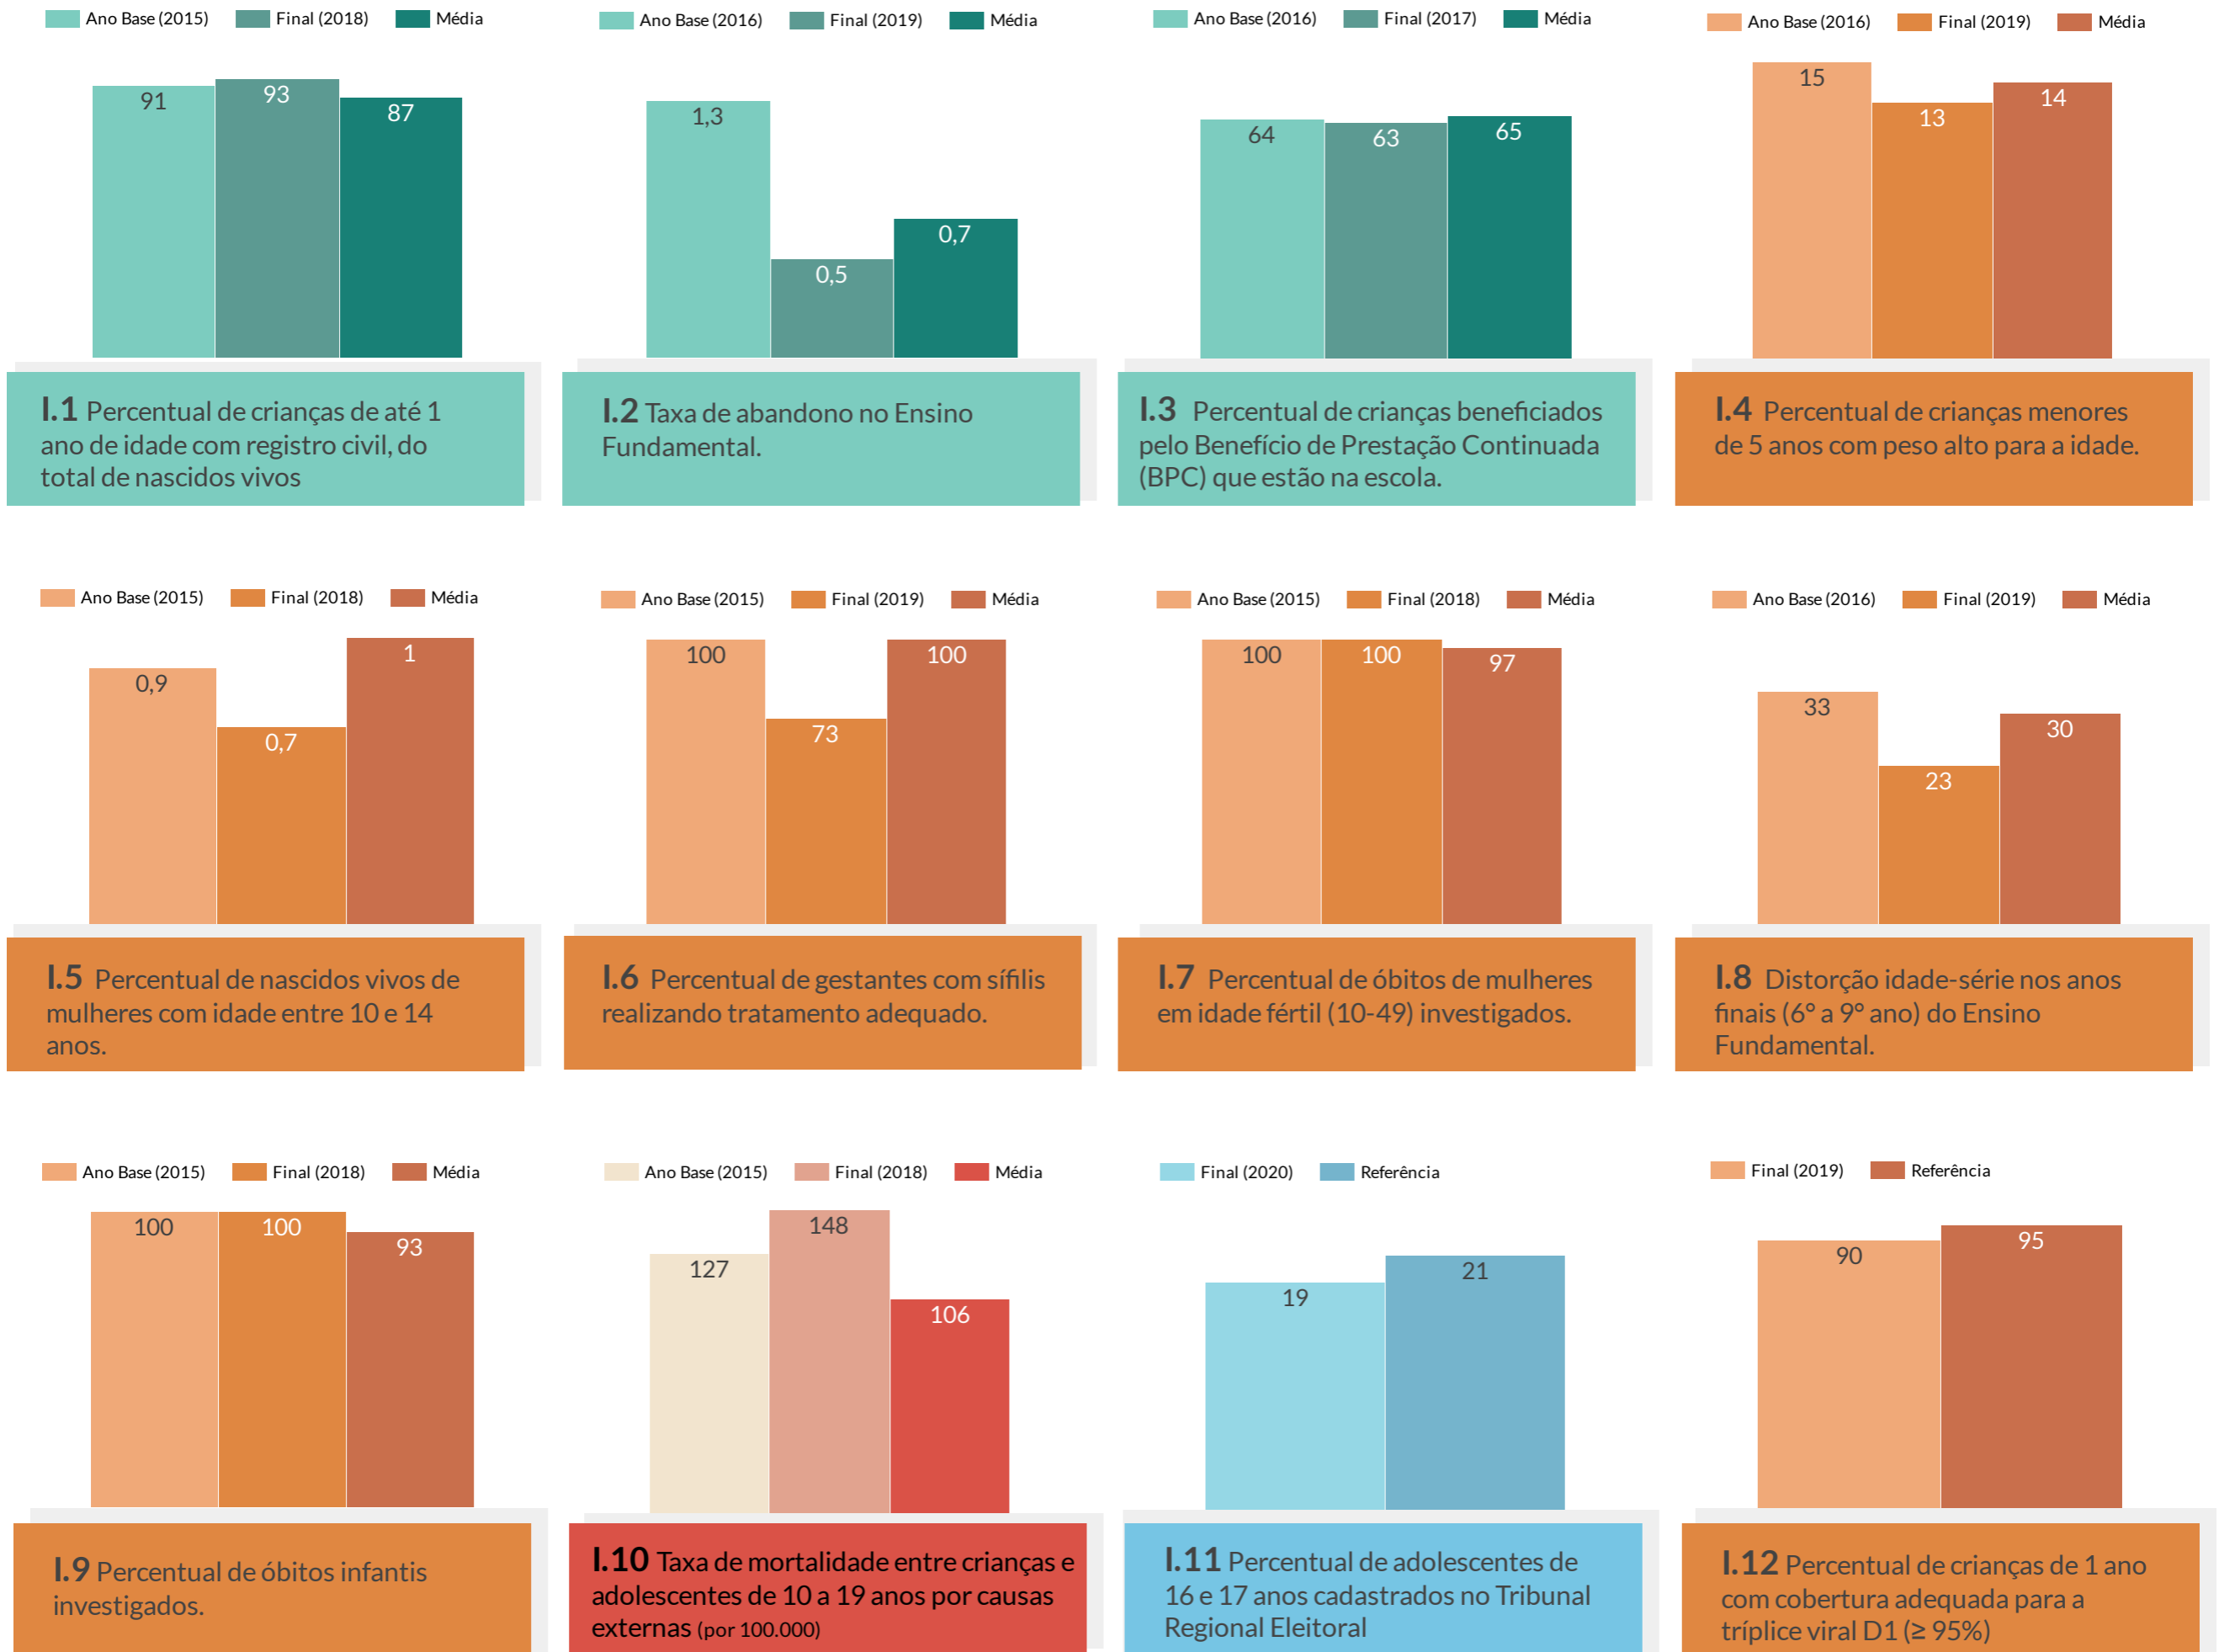 Ano Base (2015) Final (2018) Média
91 93 87
I.1 Percentual de crianças de até 1
ano de idade com registro civil, do
total de nascidos vivos
Ano Base (2016) Final (2019) Média
1,3 0,5 0,7
I.2 Taxa de abandono no Ensino
Fundamental.
Ano Base (2016) Final (2017) Média
64 63 65
I.3 Percentual de crianças beneficiados
pelo Benefício de Prestação Continuada
(BPC) que estão na escola.
Ano Base (2016) Final (2019) Média
15 13 14
I.4 Percentual de crianças menores
de 5 anos com peso alto para a idade.
Ano Base (2015) Final (2018) Média
0,9 0,7 1
I.5 Percentual de nascidos vivos de
mulheres com idade entre 10 e 14
anos.
Ano Base (2015) Final (2019) Média
100 73 100
I.6 Percentual de gestantes com sífilis
realizando tratamento adequado.
Ano Base (2015) Final (2018) Média
100 100 97
I.7 Percentual de óbitos de mulheres
em idade fértil (10-49) investigados.
Ano Base (2016) Final (2019) Média
33 23 30
I.8 Distorção idade-série nos anos
finais (6° a 9° ano) do Ensino
Fundamental.
Ano Base (2015) Final (2018) Média
100 100 93
I.9 Percentual de óbitos infantis
investigados.
Ano Base (2015) Final (2018) Média
127 148 106
I.10 Taxa de mortalidade entre crianças e
adolescentes de 10 a 19 anos por causas
externas (por 100.000)
Final (2020) Referência
19 21
I.11 Percentual de adolescentes de
16 e 17 anos cadastrados no Tribunal
Regional Eleitoral
Final (2019) Referência
90 95
I.12 Percentual de crianças de 1 ano
com cobertura adequada para a
tríplice viral D1 (≥ 95%)